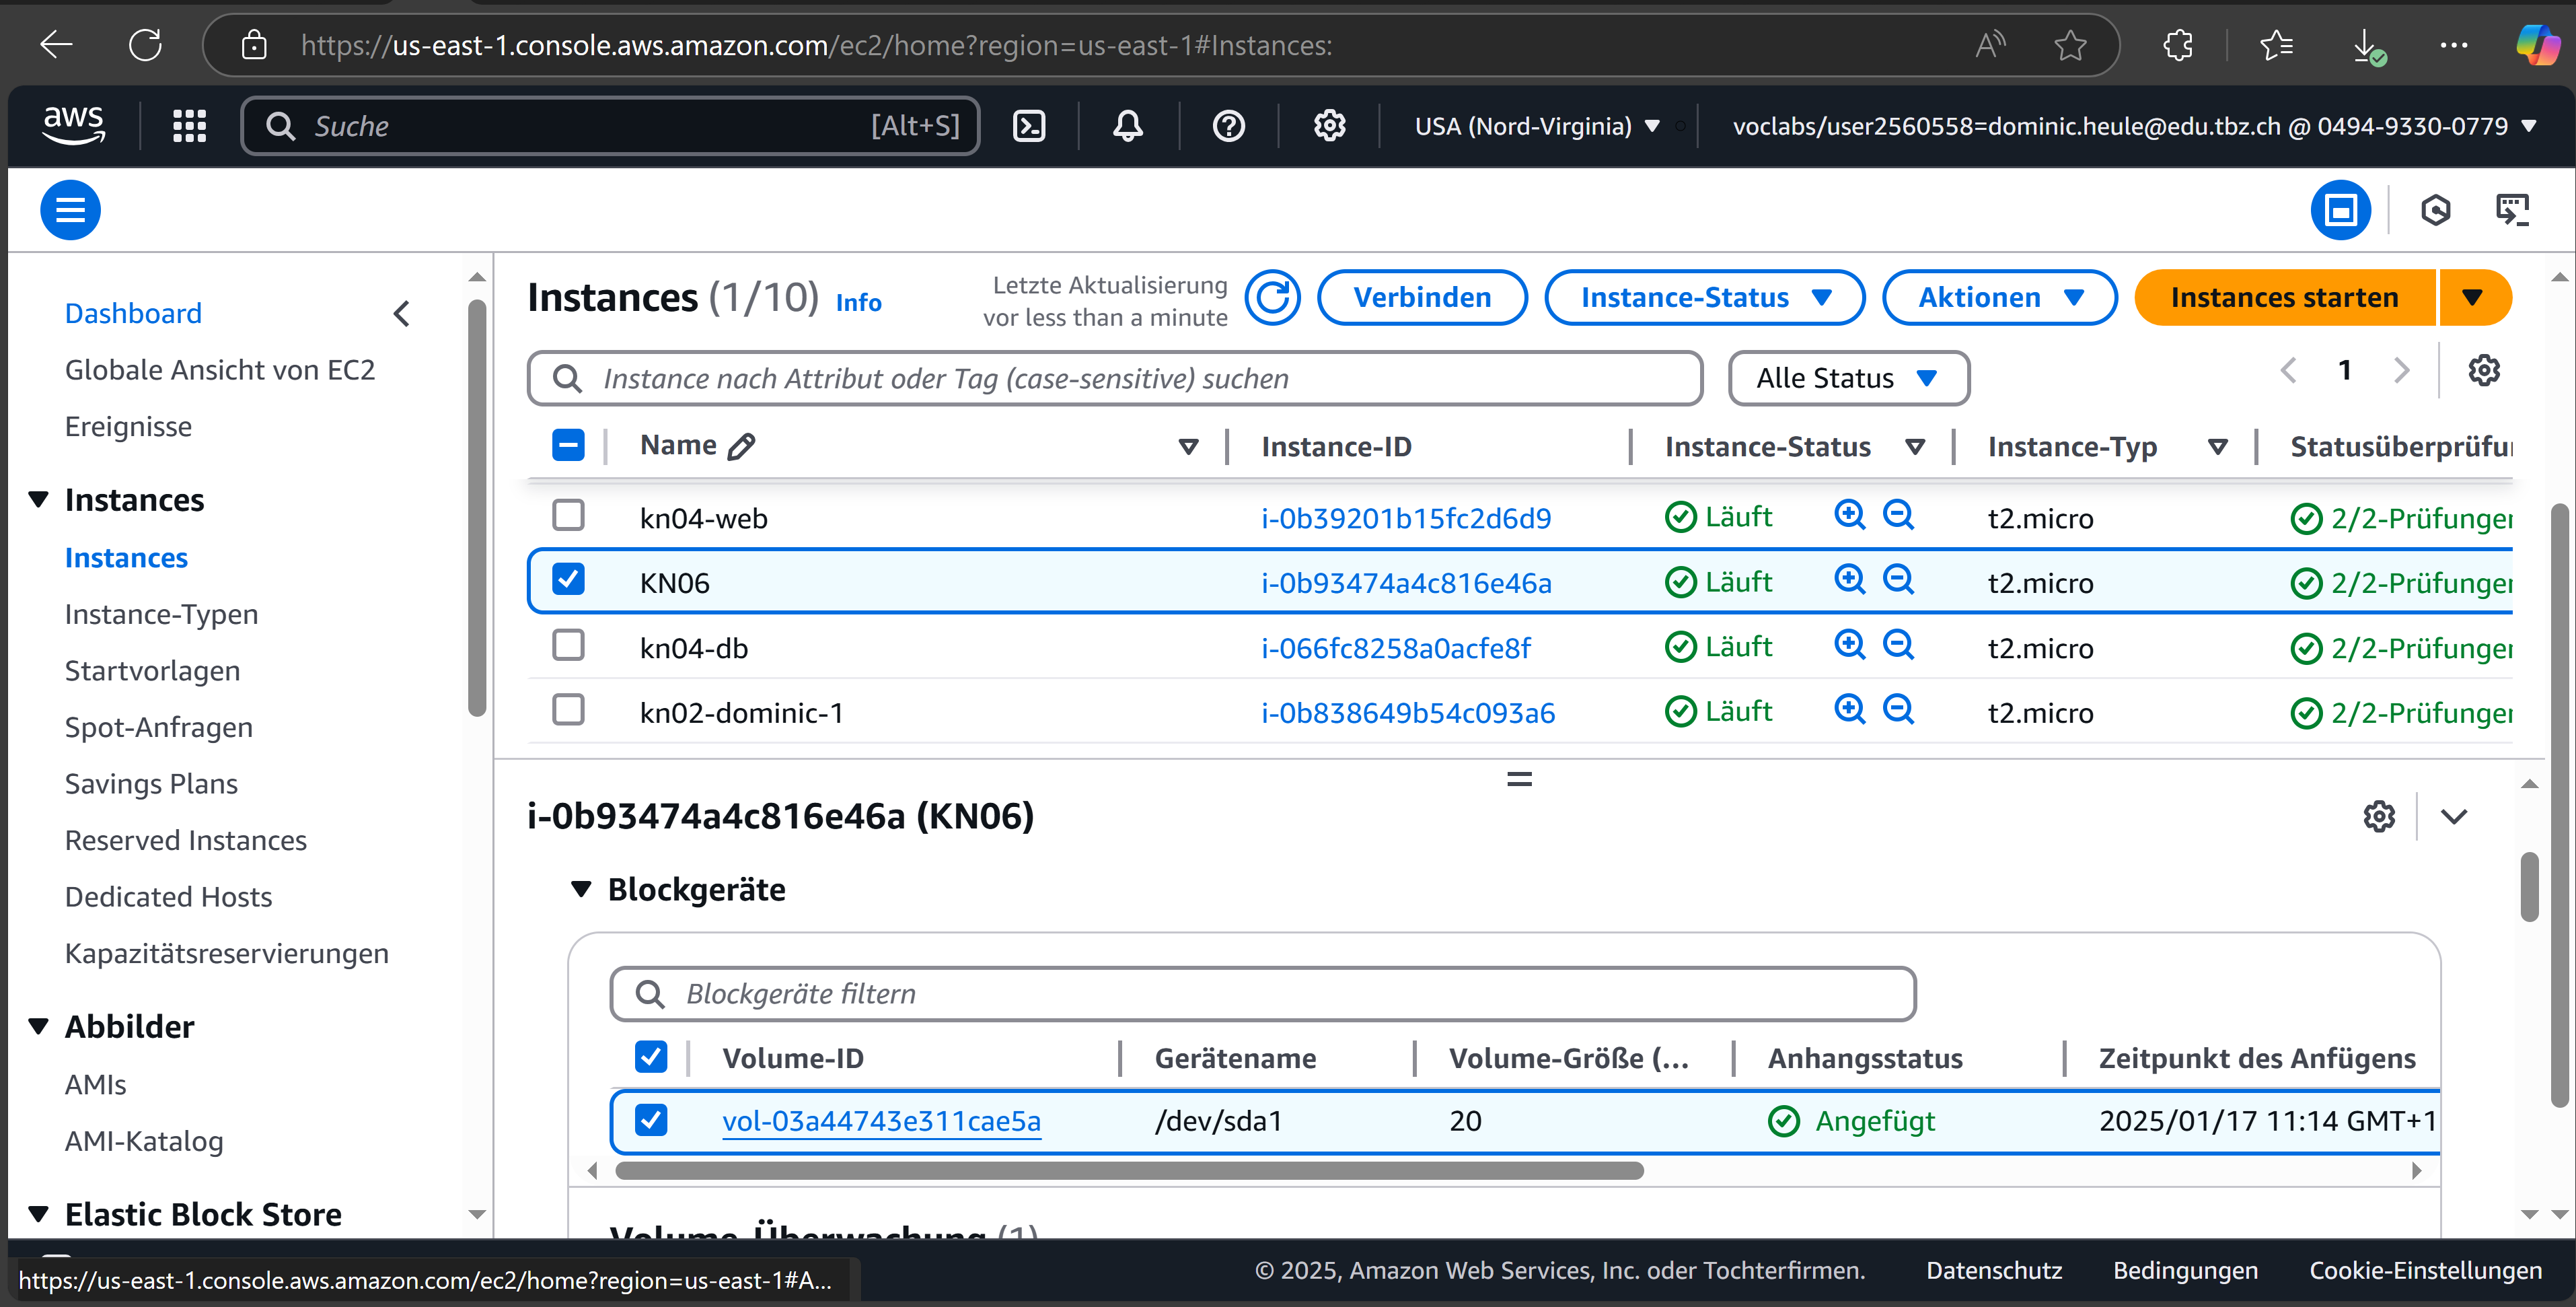 https://us-east-1.console.aws.amazon.com/ec2/home?region=us-east-1#Instances:
aws
Suche [Alt+S]
USA (Nord-Virginia)
voclabs/user2560558=dominic.heule@edu.tbz.ch @ 0494-9330-0779
Dashboard
Globale Ansicht von EC2
Ereignisse
Instances
Instances
Instance-Typen
Startvorlagen
Spot-Anfragen
Savings Plans
Reserved Instances
Dedicated Hosts
Kapazitätsreservierungen
Abbilder
AMIs
AMI-Katalog
Elastic Block Store
Instances (1/10) Info
Letzte Aktualisierung
vor less than a minute
Verbinden
Instance-Status
Aktionen
Instances starten
Instance nach Attribut oder Tag (case-sensitive) suchen
Alle Status
1
Name Instance-ID Instance-Status Instance-Typ Statusüberprüfu
kn04-web i-0b39201b15fc2d6d9 Läuft t2.micro 2/2-Prüfunge
KN06 i-0b93474a4c816e46a Läuft t2.micro 2/2-Prüfunge
kn04-db i-066fc8258a0acfe8f Läuft t2.micro 2/2-Prüfunge
kn02-dominic-1 i-0b838649b54c093a6 Läuft t2.micro 2/2-Prüfunge
i-0b93474a4c816e46a (KN06)
Blockgeräte
Blockgeräte filtern
Volume-ID Gerätename Volume-Größe (... Anhangsstatus Zeitpunkt des Anfügens
vol-03a44743e311cae5a /dev/sda1 20 Angefügt 2025/01/17 11:14 GMT+1
Volume-Überwachung (1)
https://us-east-1.console.aws.amazon.com/ec2/home?region=us-east-1#A...
© 2025, Amazon Web Services, Inc. oder Tochterfirmen. Datenschutz Bedingungen Cookie-Einstellungen